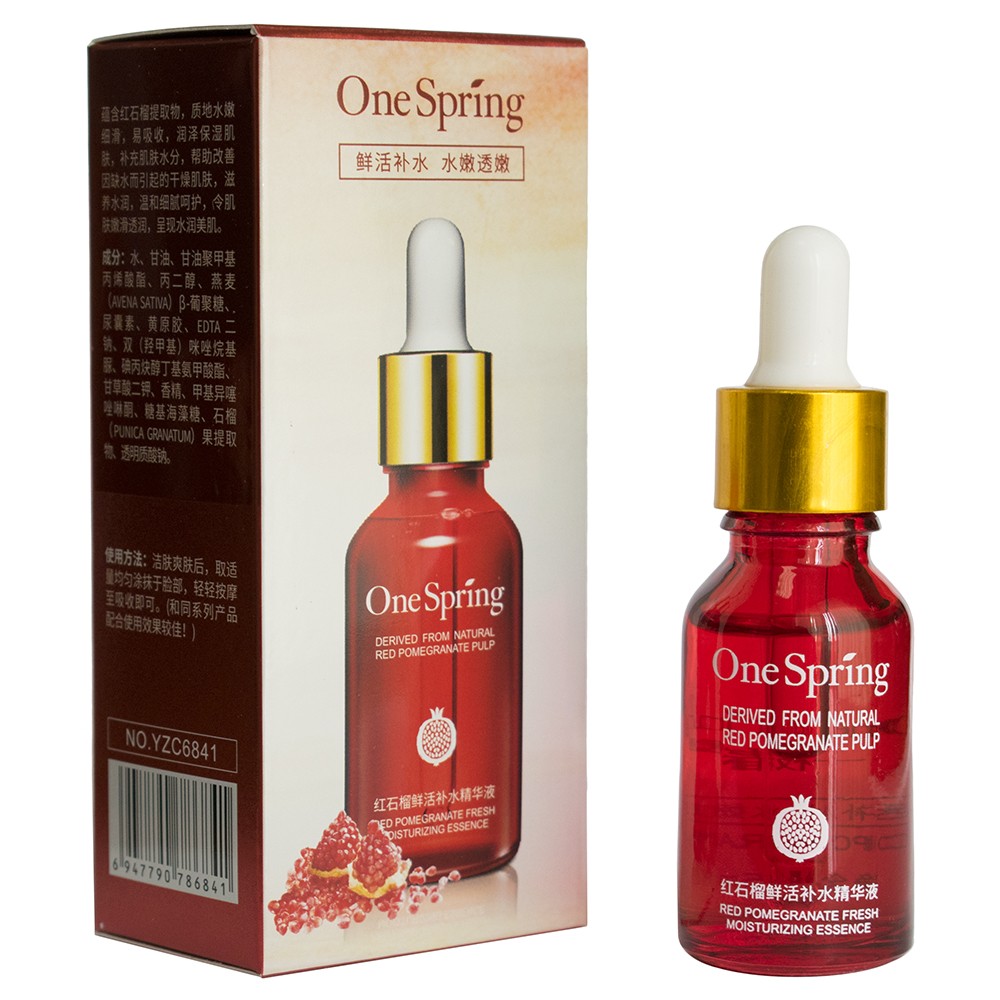 蕴含红石榴提取物，质地水嫩
细滑，易吸收，润泽保湿肌
肤，补充肌肤水分，帮助改善
因缺水而引起的干燥肌肤，滋
养水润，温和细腻呵护，令肌
肤嫩滑透润，呈现水润美肌。
成分：水、甘油、甘油聚甲基
丙烯酸酯、丙二醇、燕麦
（AVENA SATIVA）β-葡聚糖、
尿囊素、黄原胶、EDTA 二
钠、双（羟甲基）咪唑烷基
脲、碘丙炔醇丁基氨甲酸酯、
甘草酸二钾、香精、甲基异噻
唑啉酮、糖基海藻糖、石榴
（PUNICA GRANATUM）果提取
物、透明质酸钠。
使用方法：洁肤爽肤后，取适
量均匀涂抹于脸部，轻轻按摩
至吸收即可。(和同系列产品
配合使用效果较佳！)
NO.YZC6841
6 947790 786841
One Spring
鲜活补水 水嫩透嫩
One Spring
DERIVED FROM NATURAL
RED POMEGRANATE PULP
红石榴鲜活补水精华液
RED POMEGRANATE FRESH
MOISTURIZING ESSENCE
One Spring
DERIVED FROM NATURAL
RED POMEGRANATE PULP
红石榴鲜活补水精华液
RED POMEGRANATE FRESH
MOISTURIZING ESSENCE